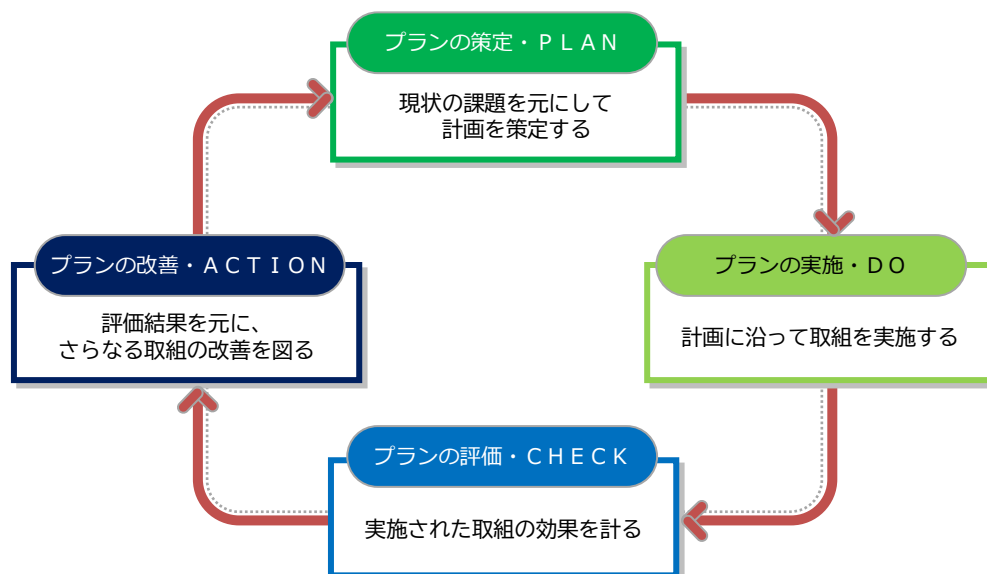 プランの策定・ＰＬＡＮ
現状の課題を元にして
計画を策定する
プランの改善・ＡＣＴＩＯＮ
評価結果を元に、
さらなる取組の改善を図る
プランの実施・ＤＯ
計画に沿って取組を実施する
プランの評価・ＣＨＥＣＫ
実施された取組の効果を計る